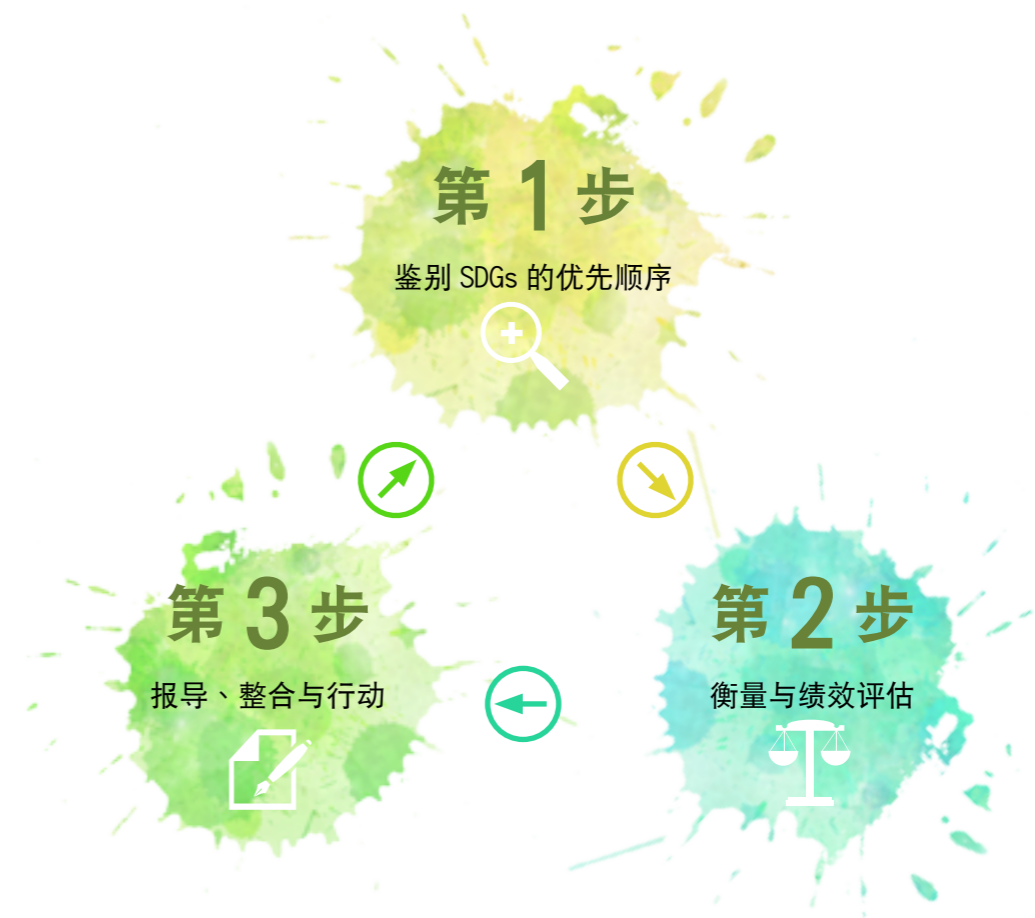 第 1 步
鉴别 SDGs 的优先顺序
第 3 步
报导、整合与行动
第 2 步
衡量与绩效评估